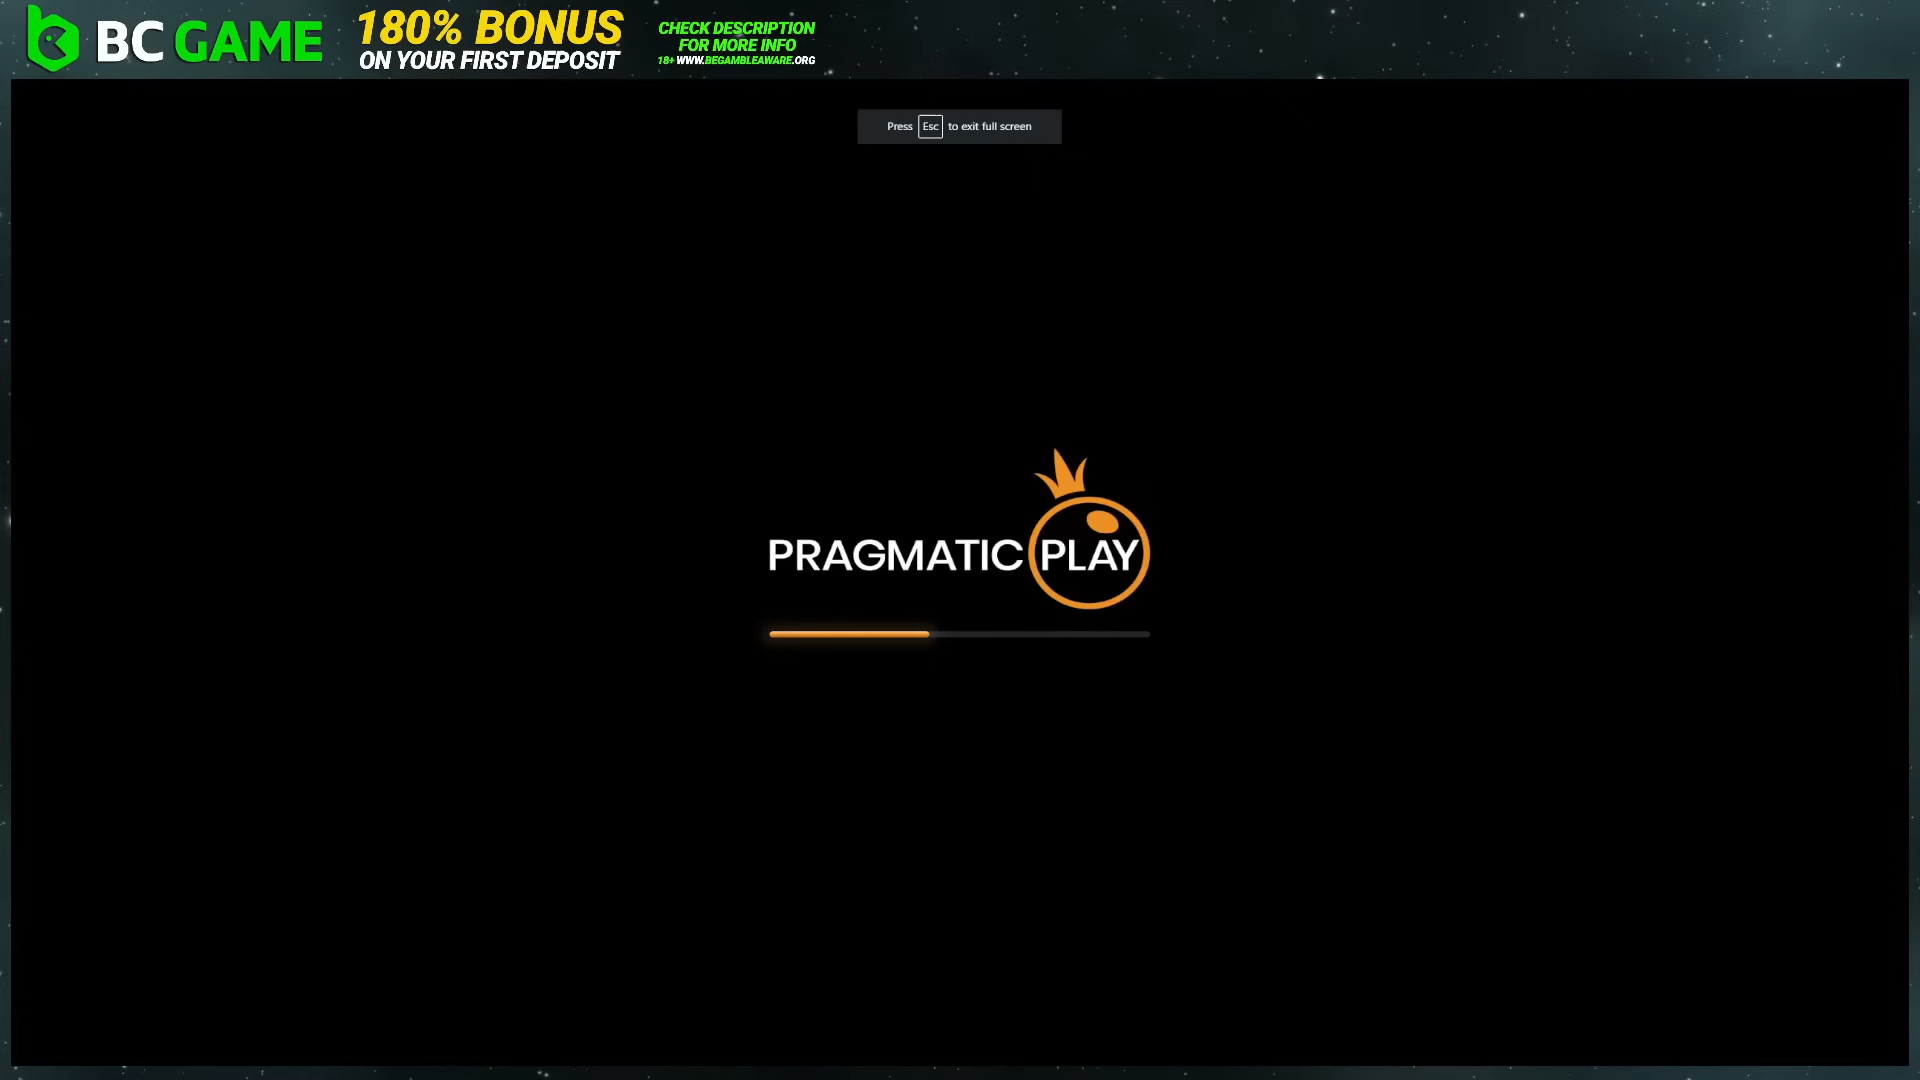 BC GAME
180% BONUS
ON YOUR FIRST DEPOSIT
CHECK DESCRIPTION
FOR MORE INFO
18+ WWW.BEGAMBLEAWARE.ORG
Press Esc to exit full screen
PRAGMATIC PLAY